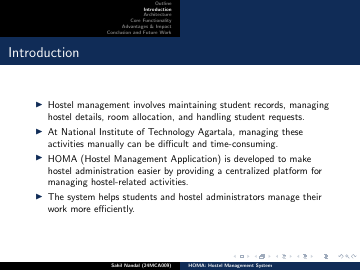 Outline
Introduction
Architecture
Core Functionality
Advantages & Impact
Conclusion and Future Work
Introduction
Hostel management involves maintaining student records, managing
hostel details, room allocation, and handling student requests.
At National Institute of Technology Agartala, managing these
activities manually can be difficult and time-consuming.
HOMA (Hostel Management Application) is developed to make
hostel administration easier by providing a centralized platform for
managing hostel-related activities.
The system helps students and hostel administrators manage their
work more efficiently.
Sahil Nandal (24MCA009) HOMA: Hostel Management System